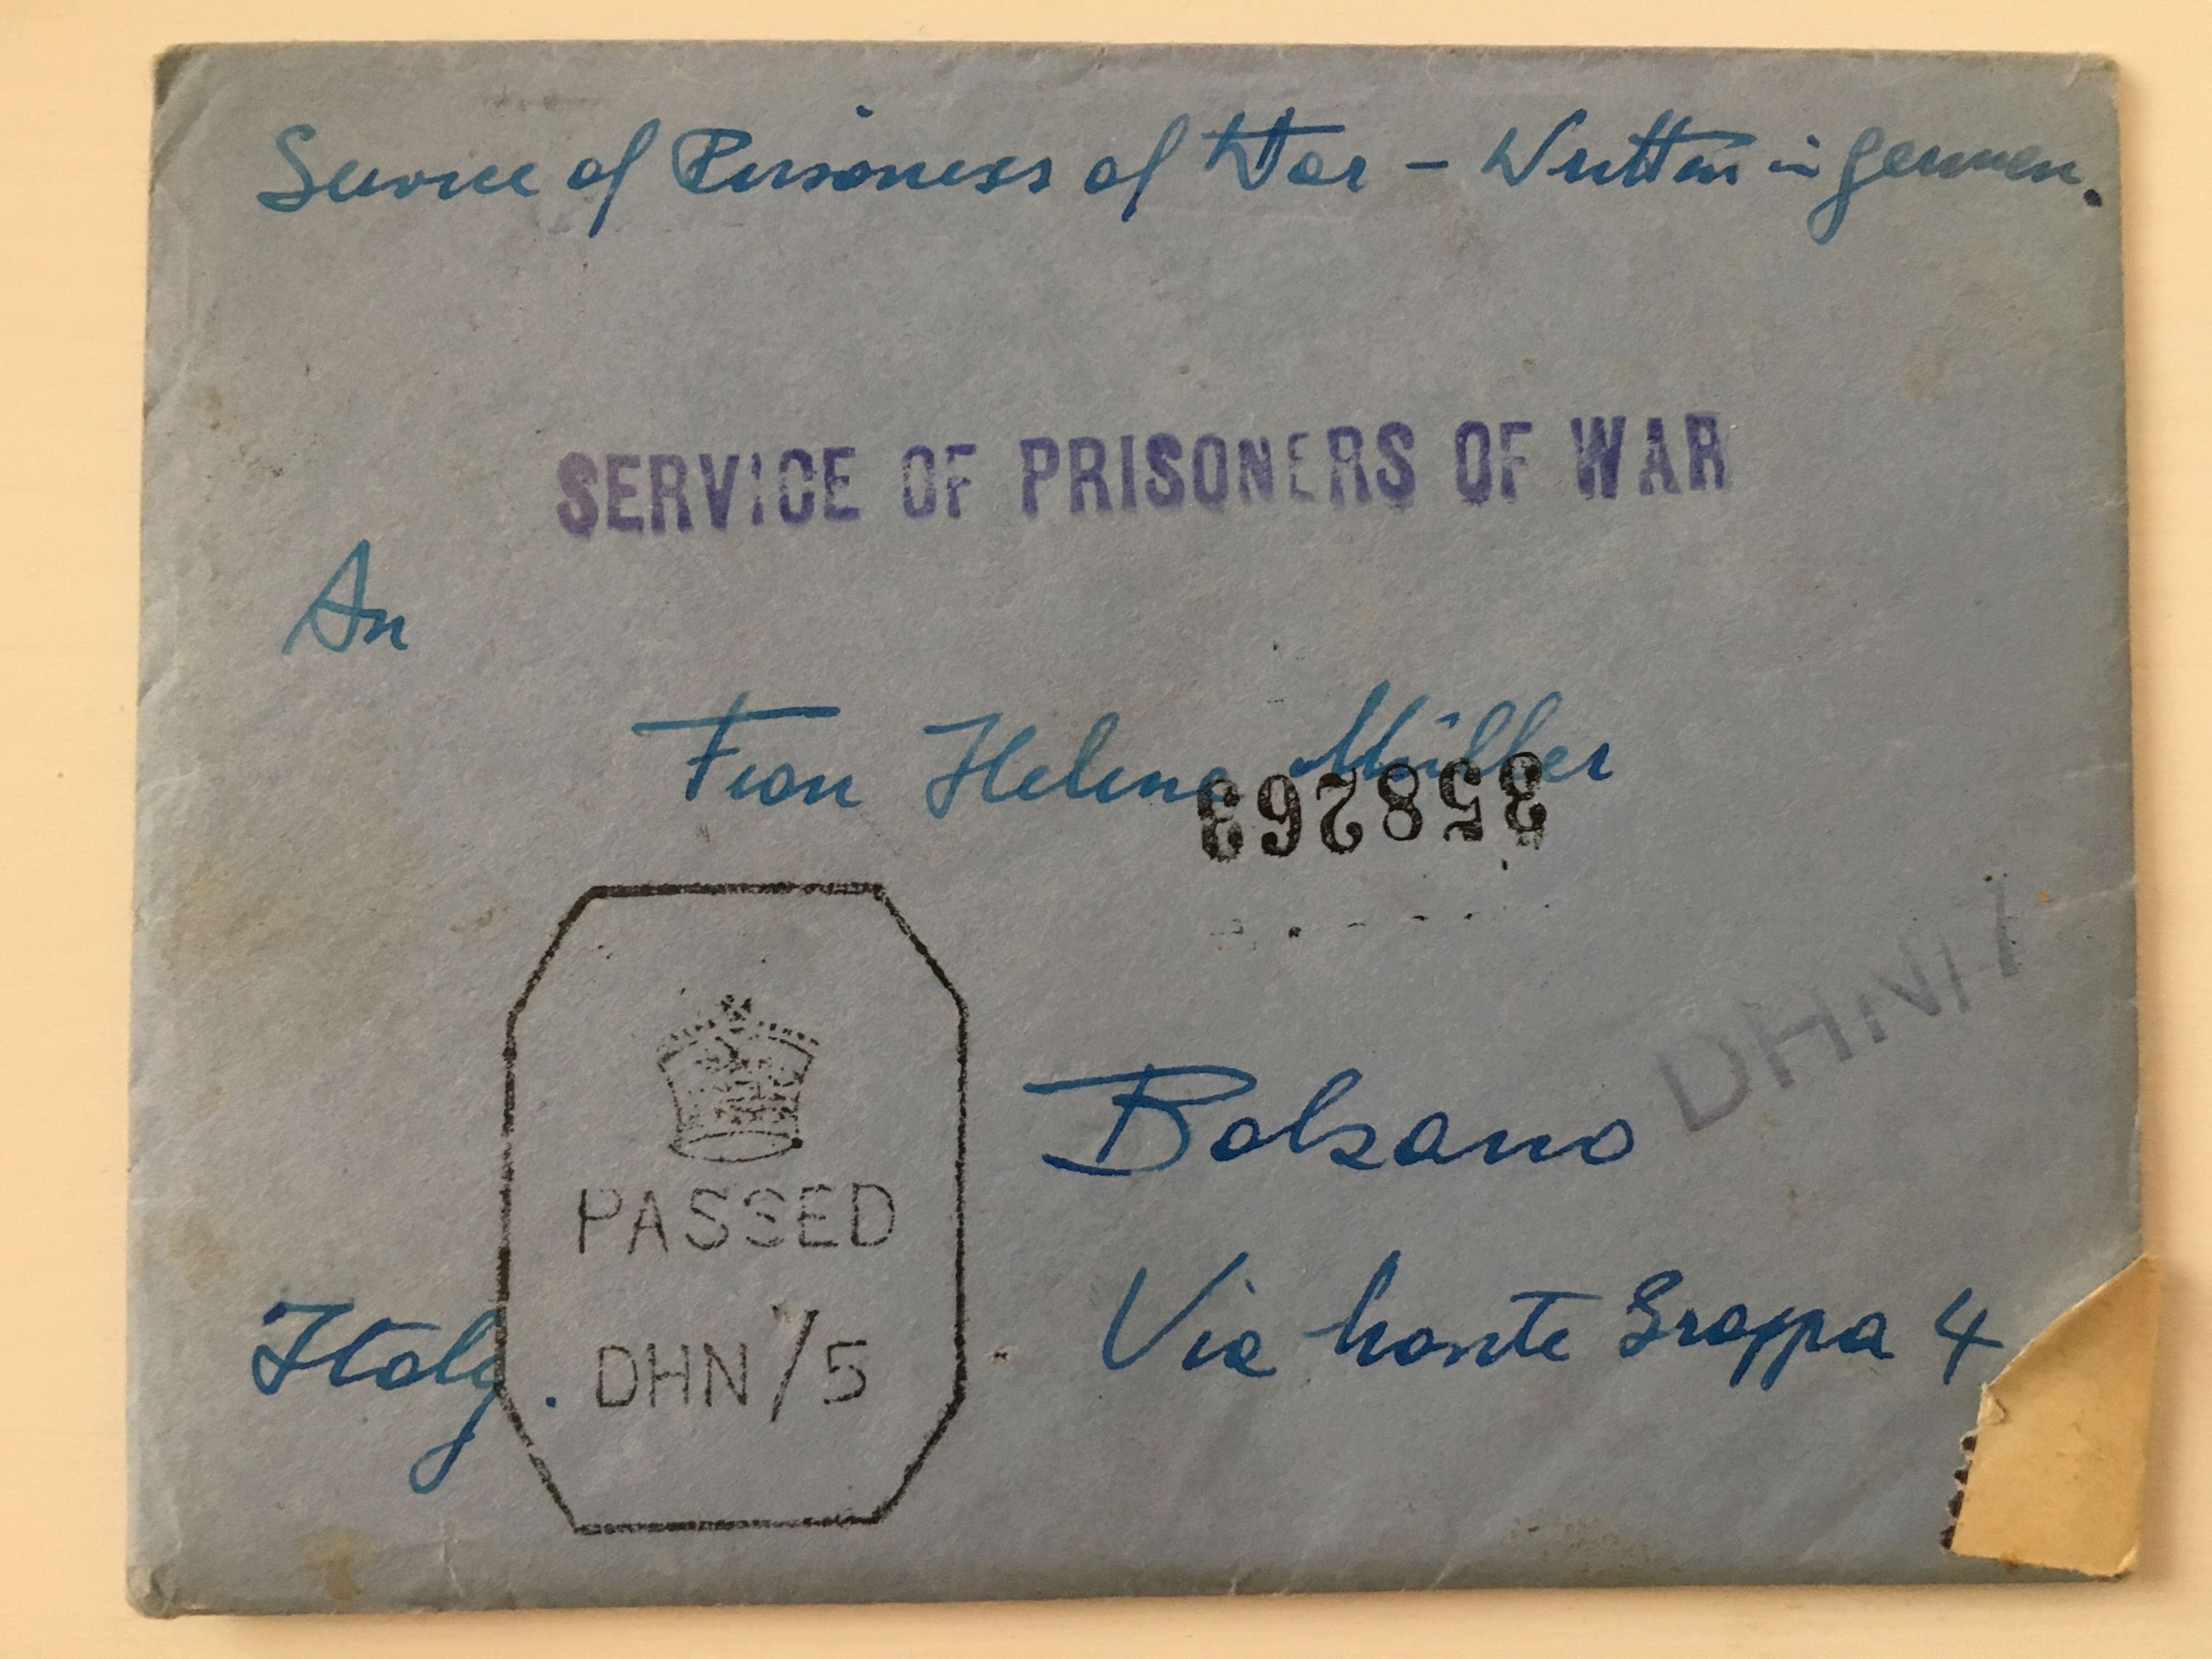 Service of Prisoners of War – Written in German.
SERVICE OF PRISONERS OF WAR
An
Frau Helene Müller
358263
DHN/7
Bolzano
PASSED
Via Monte Grappa 4
Italy.
DHN/5